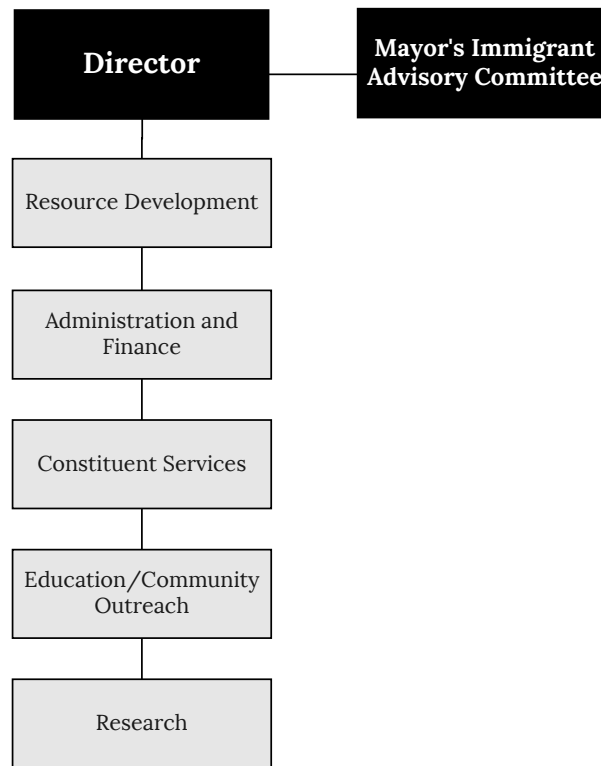 Director
Mayor's Immigrant
Advisory Committee
Resource Development
Administration and
Finance
Constituent Services
Education/Community
Outreach
Research